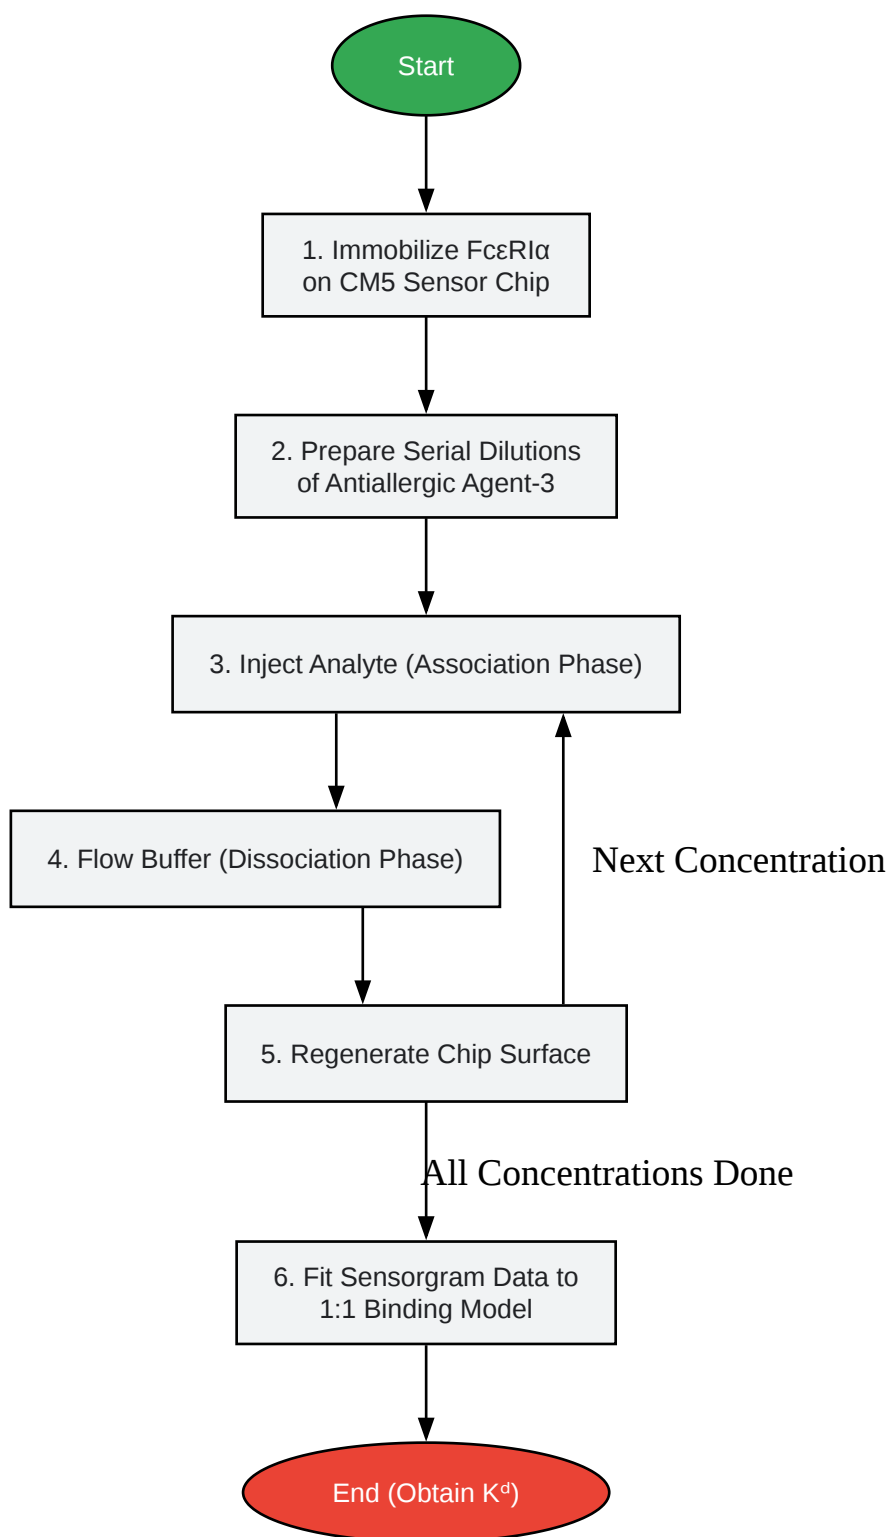 Start
1. Immobilize FcεRIα
on CM5 Sensor Chip
2. Prepare Serial Dilutions
of Antiallergic Agent-3
3. Inject Analyte (Association Phase)
4. Flow Buffer (Dissociation Phase)
Next Concentration
5. Regenerate Chip Surface
All Concentrations Done
6. Fit Sensorgram Data to
1:1 Binding Model
End (Obtain Kᵈ)